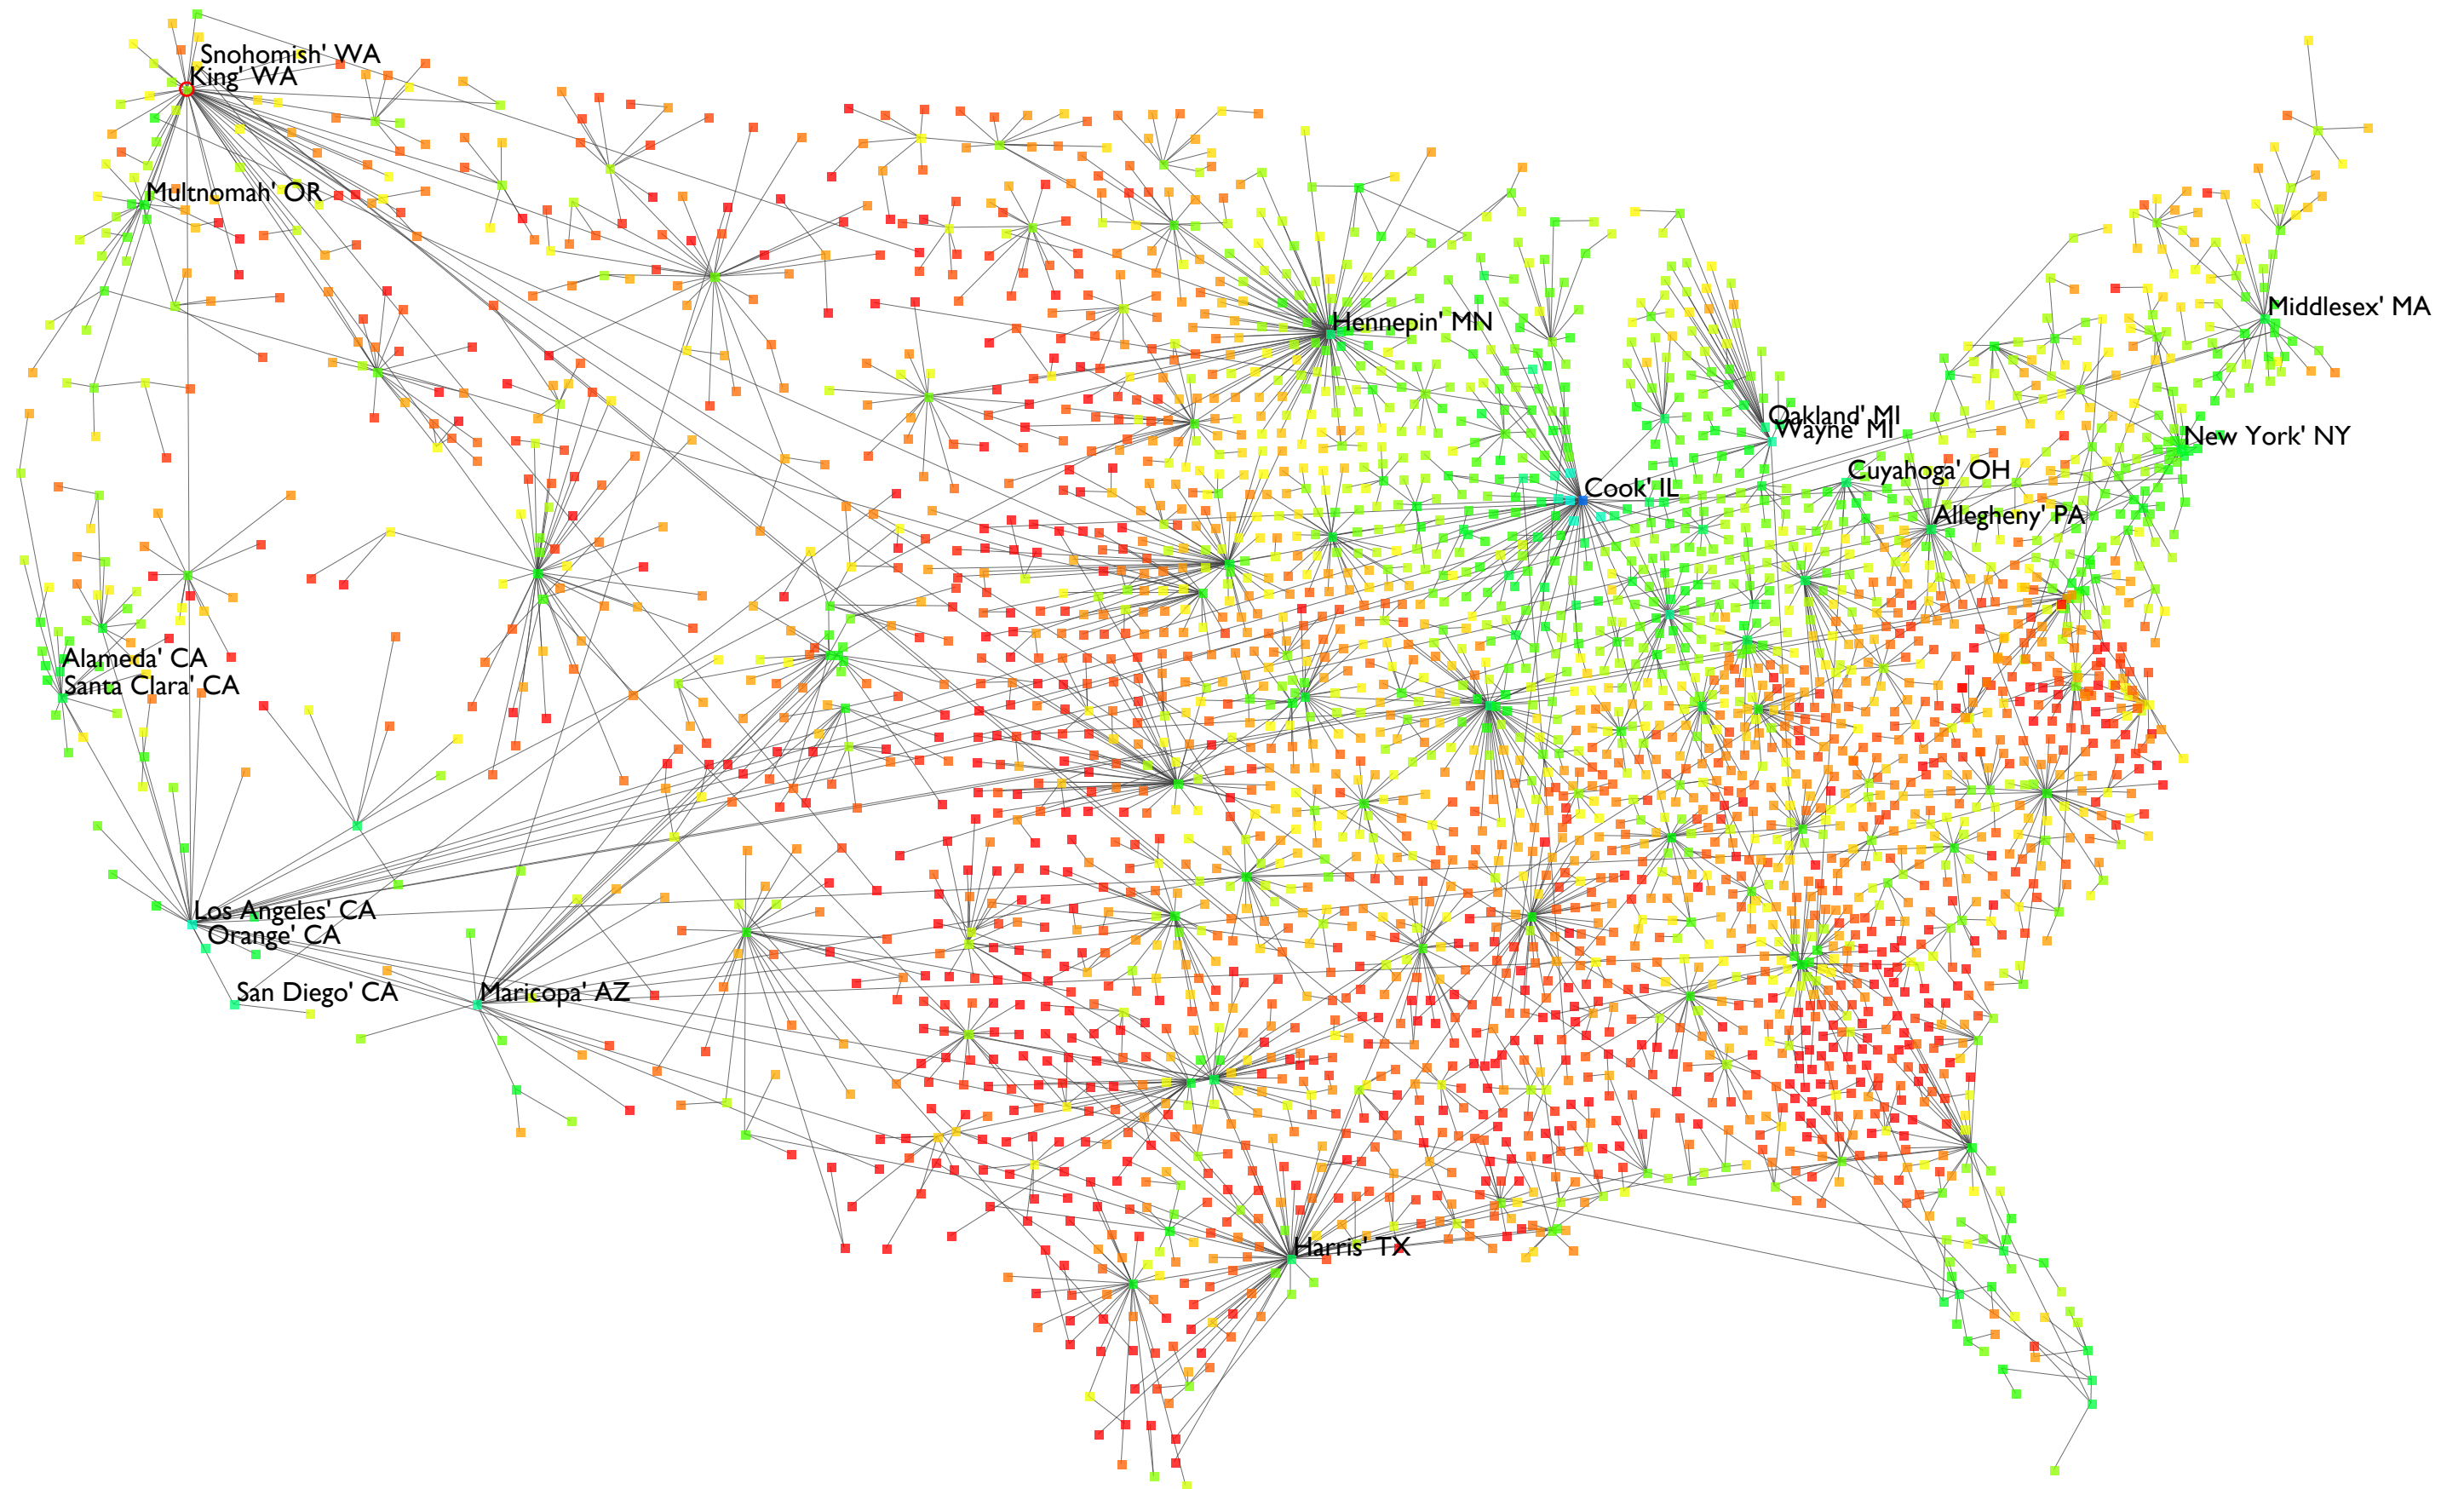 Snohomish' WA
King' WA
Multnomah' OR
Hennepin' MN
Middlesex' MA
Oakland' MI
Wayne' MI
New York' NY
Cuyahoga' OH
Cook' IL
Allegheny' PA
Alameda' CA
Santa Clara' CA
Los Angeles' CA
Orange' CA
San Diego' CA
Maricopa' AZ
Harris' TX